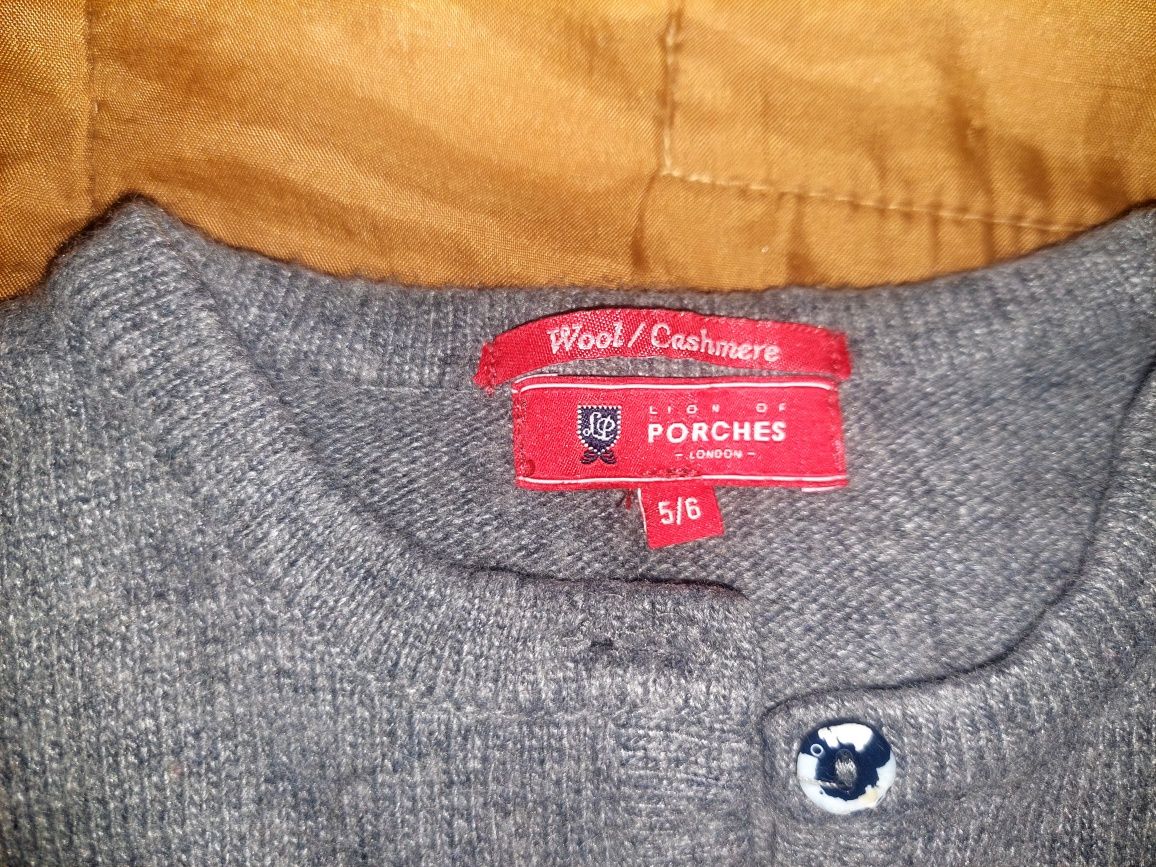 Wool / Cashmere
LP
LION OF
PORCHES
- LONDON -
5/6